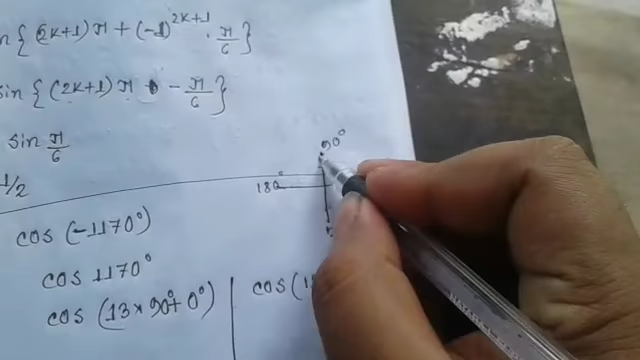 n{(2K+1)π + (-1)^{2K+1} · π/6}
sin{(2K+1)π - π/6}
sin π/6
1/2
90°
180°
cos (-1170°)
cos 1170°
cos (13×90°+0°)
cos (1